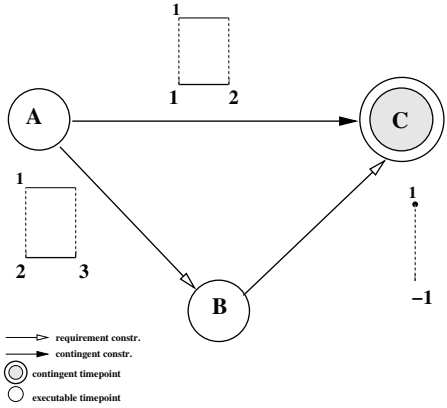 1
1 2
A
C
1
2 3
1
−1
B
requirement constr.
contingent constr.
contingent timepoint
executable timepoint